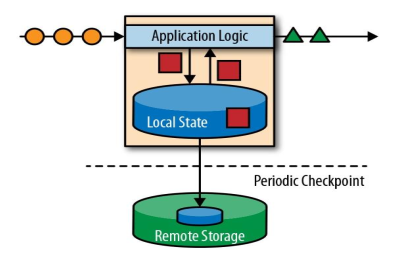 Application Logic
Local State
Periodic Checkpoint
Remote Storage